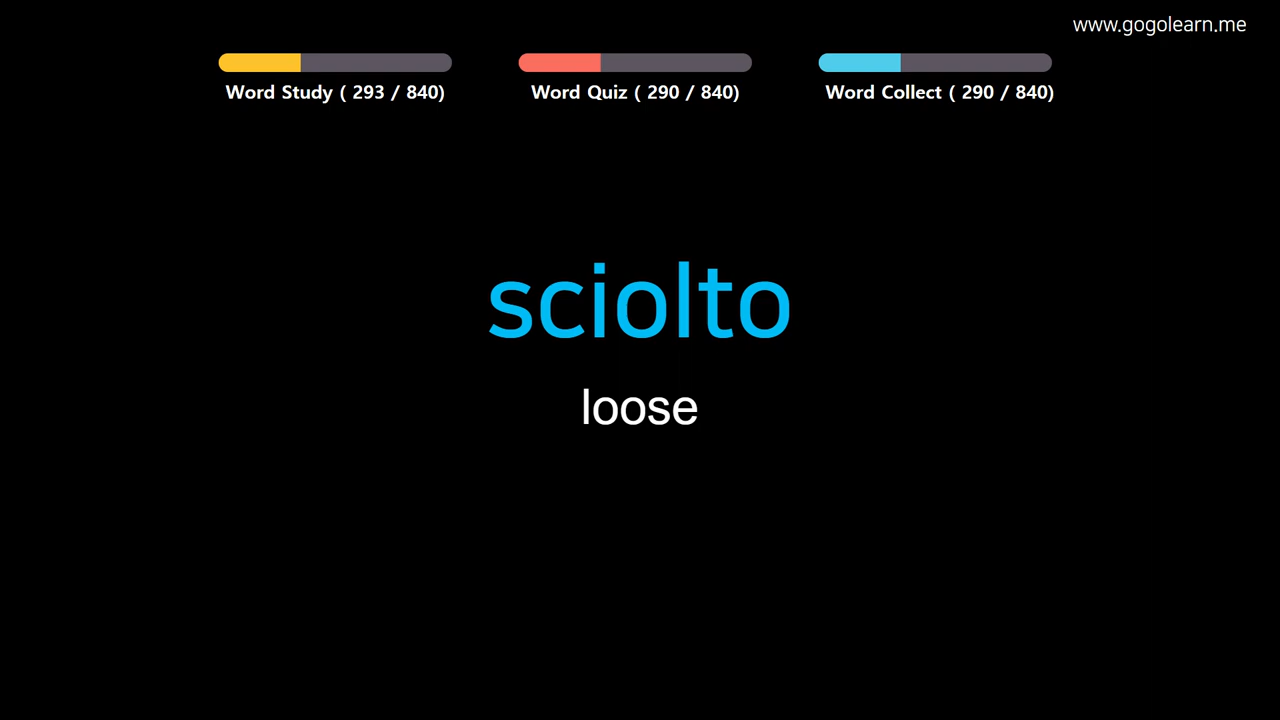 www.gogolearn.me
Word Study ( 293 / 840)
Word Quiz ( 290 / 840)
Word Collect ( 290 / 840)
sciolto
loose